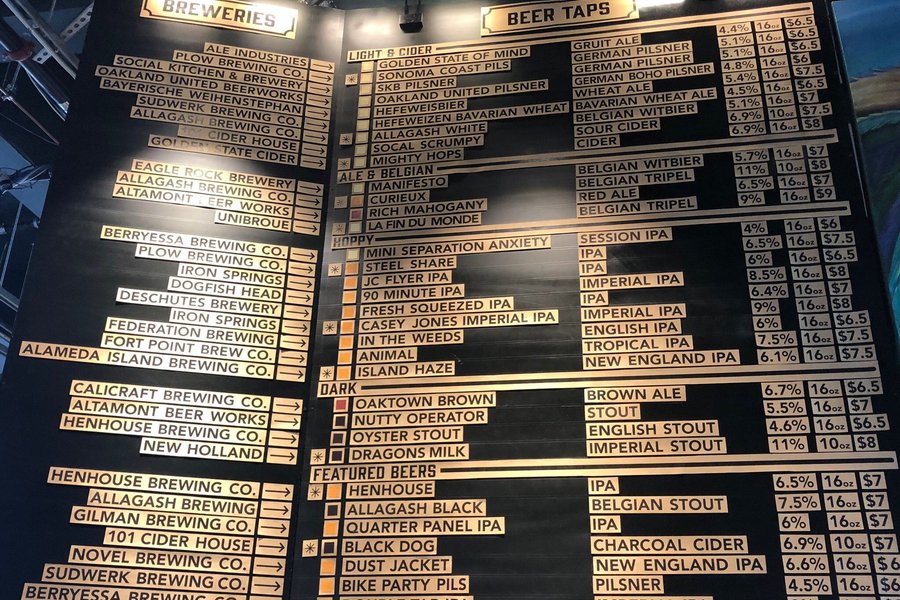 BREWERIES
BEER TAPS
LIGHT & CIDER
ALE INDUSTRIES → GOLDEN STATE OF MIND GRUIT ALE 4.4% 16oz $6.5
PLOW BREWING CO. → SONOMA COAST PILS GERMAN PILSNER 5.1% 16oz $6.5
SOCIAL KITCHEN & BREWERY → SKB PILSNER GERMAN PILSNER 5.1% 16oz $7.5
OAKLAND UNITED BEERWORKS → OAKLAND UNITED PILSNER GERMAN BOHO PILSNER 4.8% 16oz $7
BAYERISCHE WEIHENSTEPHAN → HEFEWEISBIER WHEAT ALE 5.4% 16oz $6.5
SUDWERK BREWING CO. → HEFEWEIZEN BAVARIAN WHEAT BAVARIAN WHEAT ALE 4.5% 16oz $7
ALLAGASH BREWING CO. → ALLAGASH WHITE BELGIAN WITBIER 5.1% 16oz
101 CIDER HOUSE → SOCAL SCRUMPY SOUR CIDER 6.9% 10oz $7.5
GOLDEN STATE CIDER → MIGHTY HOPS CIDER 6.9% 16oz $8
ALE & BELGIAN
EAGLE ROCK BREWERY → MANIFESTO BELGIAN WITBIER 5.7% 16oz $7
ALLAGASH BREWING CO. → CURIEUX BELGIAN TRIPEL 11% 10oz $8
ALTAMONT BEER WORKS → RICH MAHOGANY RED ALE 6.5% 16oz $7
UNIBROUE → LA FIN DU MONDE BELGIAN TRIPEL 9% 16oz $9
HOPPY
BERRYESSA BREWING CO. → MINI SEPARATION ANXIETY SESSION IPA 4% 16oz $6
PLOW BREWING CO. → STEEL SHARE IPA 6.5% 16oz $7.5
IRON SPRINGS → JC FLYER IPA IPA 6% 16oz $6.5
DOGFISH HEAD → 90 MINUTE IPA IMPERIAL IPA 8.5% 16oz $8
DESCHUTES BREWERY → FRESH SQUEEZED IPA IPA 6.4% 16oz $7
IRON SPRINGS → CASEY JONES IMPERIAL IPA IMPERIAL IPA 9% 16oz $8
FEDERATION BREWING → IN THE WEEDS ENGLISH IPA 6% 16oz $6.5
FORT POINT BREW CO. → ANIMAL TROPICAL IPA 7.5% 16oz $7.5
ALAMEDA ISLAND BREWING CO. → ISLAND HAZE NEW ENGLAND IPA 6.1% 16oz $7.5
DARK
CALICRAFT BREWING CO. → OAKTOWN BROWN BROWN ALE 6.7% 16oz $6.5
ALTAMONT BEER WORKS → NUTTY OPERATOR STOUT 5.5% 16oz $7
HENHOUSE BREWING CO. → OYSTER STOUT ENGLISH STOUT 4.6% 16oz $6.5
NEW HOLLAND → DRAGONS MILK IMPERIAL STOUT 11% 10oz $8
FEATURED BEERS
HENHOUSE BREWING CO. → HENHOUSE IPA 6.5% 16oz $7
ALLAGASH BREWING → ALLAGASH BLACK BELGIAN STOUT 7.5% 16oz $7
GILMAN BREWING CO. → QUARTER PANEL IPA IPA 6% 16oz $7
101 CIDER HOUSE → BLACK DOG CHARCOAL CIDER 6.9% 10oz $7
NOVEL BREWING CO. → DUST JACKET NEW ENGLAND IPA 6.6% 16oz
SUDWERK BREWING CO. → BIKE PARTY PILS PILSNER 4.5% 16oz
BERRYESSA BREWING CO.